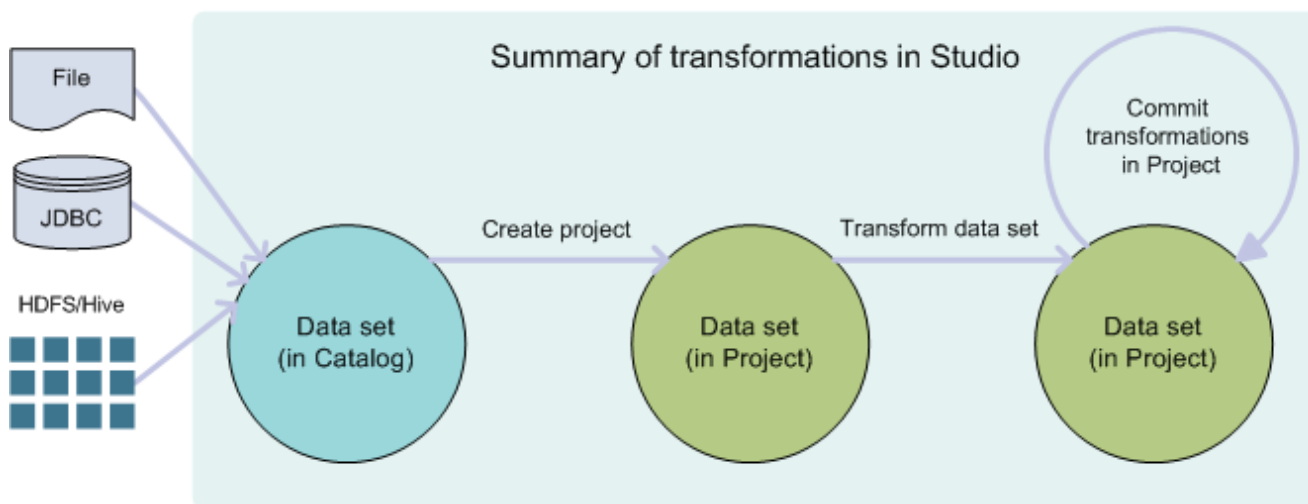 Summary of transformations in Studio
File
JDBC
HDFS/Hive
Data set
(in Catalog)
Create project
Data set
(in Project)
Transform data set
Commit
transformations
in Project
Data set
(in Project)